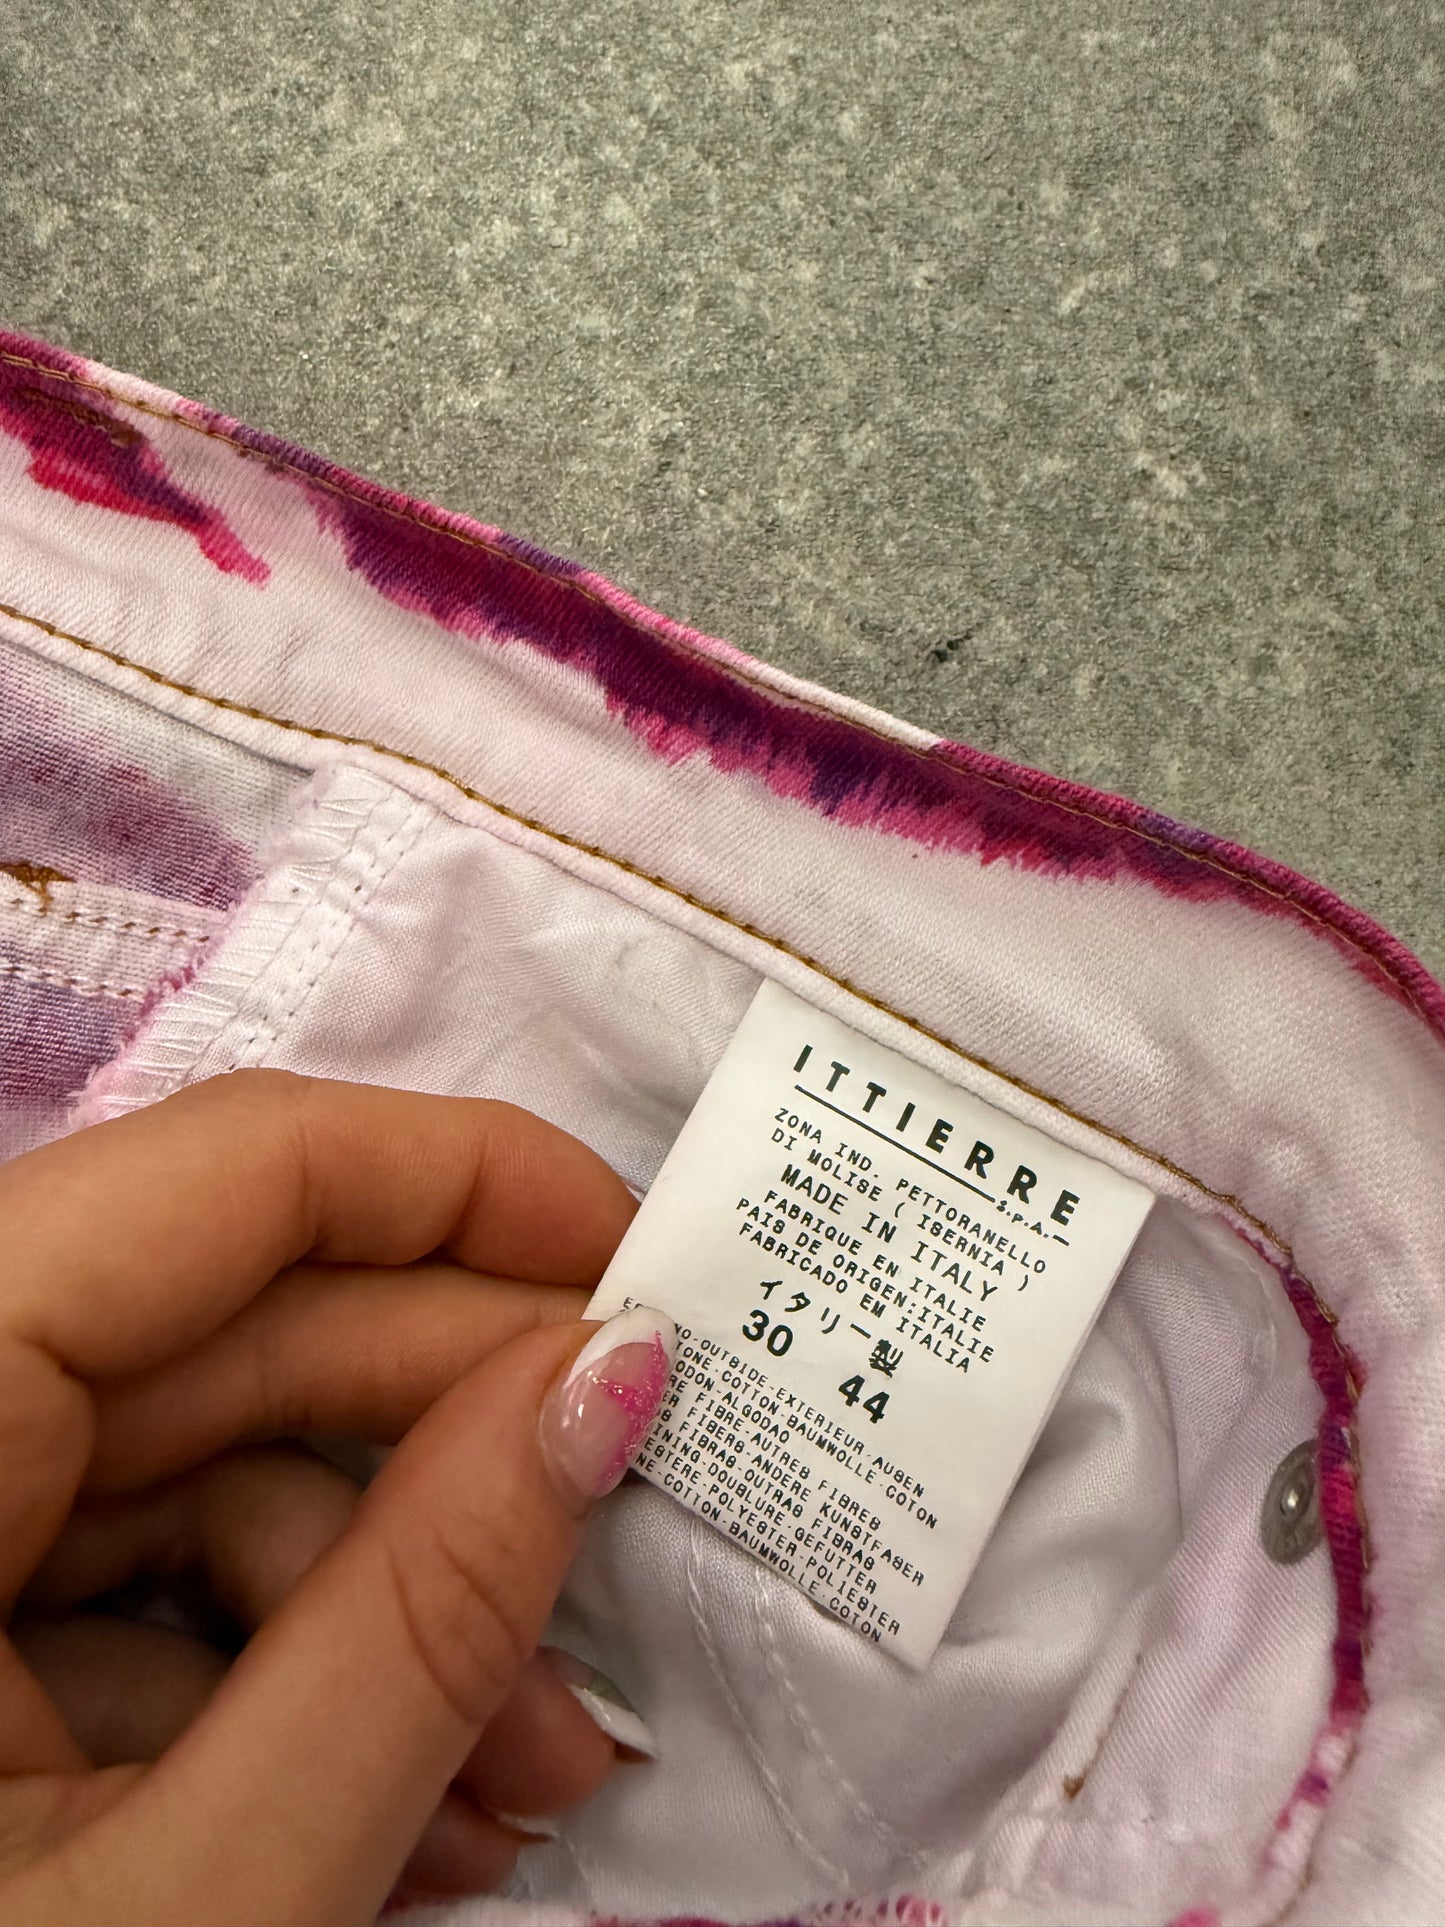 ITTIERRE
S.P.A.
ZONA IND. PETTORANELLO
DI MOLISE ( ISERNIA )
MADE IN ITALY
FABRIQUE EN ITALIE
PAIS DE ORIGEN:ITALIE
FABRICADO EM ITALIA
イタリー製
30 44
OUTSIDE-EXTERIEUR-AUSEN
COTTON-BAUMWOLLE-COTON
ALGODAO
FIBRE-AUTRES FIBRES
FIBERS-ANDERE KUNSTFASER
FIBRAS-OUTRAS FIBRAS
DOUBLURE-GEFUTTER
POLYESTER-POLIESTER
COTTON-BAUMWOLLE-COTON